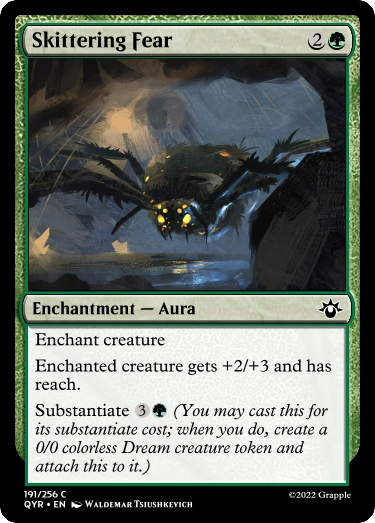 Skittering Fear 2
Enchantment — Aura
Enchant creature
Enchanted creature gets +2/+3 and has
reach.
Substantiate 3 (You may cast this for
its substantiate cost; when you do, create a
0/0 colorless Dream creature token and
attach this to it.)
191/256 C
QYR • EN Waldemar Tsiushkevich
©2022 Grapple